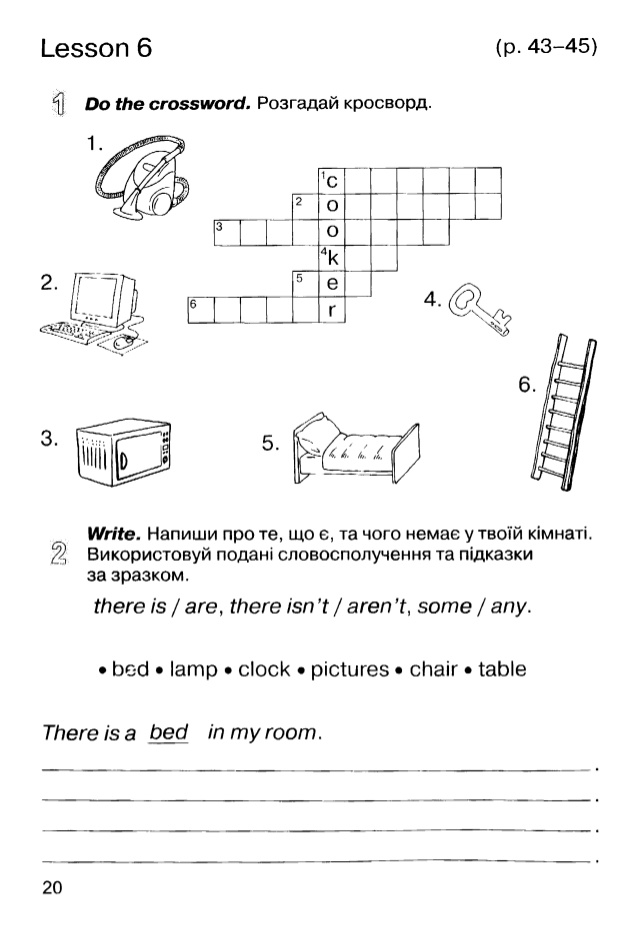 Lesson 6 (p. 43–45)
1 Do the crossword. Розгадай кросворд.
1.
1 c
2 o
3 o
4 k
5 e
6 r
2.
4.
6.
3.
5.
2 Write. Напиши про те, що є, та чого немає у твоїй кімнаті.
Використовуй подані словосполучення та підказки
за зразком.
there is / are, there isn't / aren't, some / any.
• bed • lamp • clock • pictures • chair • table
There is a bed in my room.
20